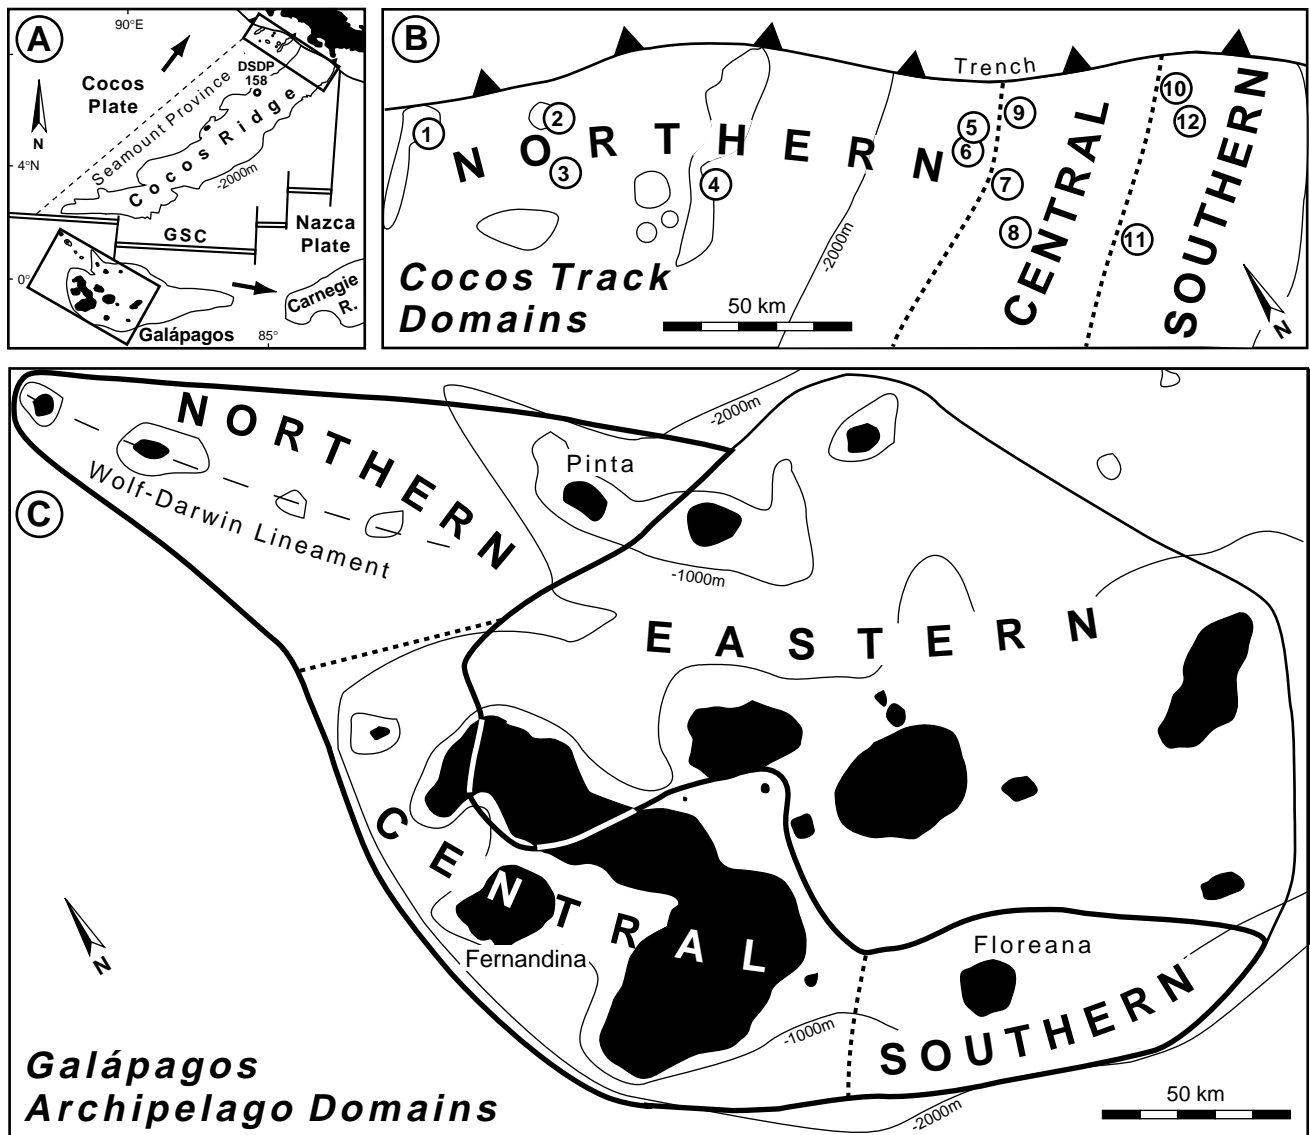 A
90°E
Cocos
Plate
DSDP
158
Seamount Province
Cocos Ridge
-2000m
N
4°N
GSC
Nazca
Plate
0°
Carnegie
R.
Galápagos
85°
B
Trench
1
2
3
4
5
6
7
8
9
10
11
12
NORTHERN
CENTRAL
SOUTHERN
-2000m
Cocos Track
Domains
50 km
N
C
NORTHERN
Wolf-Darwin Lineament
Pinta
-2000m
-1000m
EASTERN
CENTRAL
Fernandina
Floreana
SOUTHERN
-1000m
-2000m
N
Galápagos
Archipelago Domains
50 km